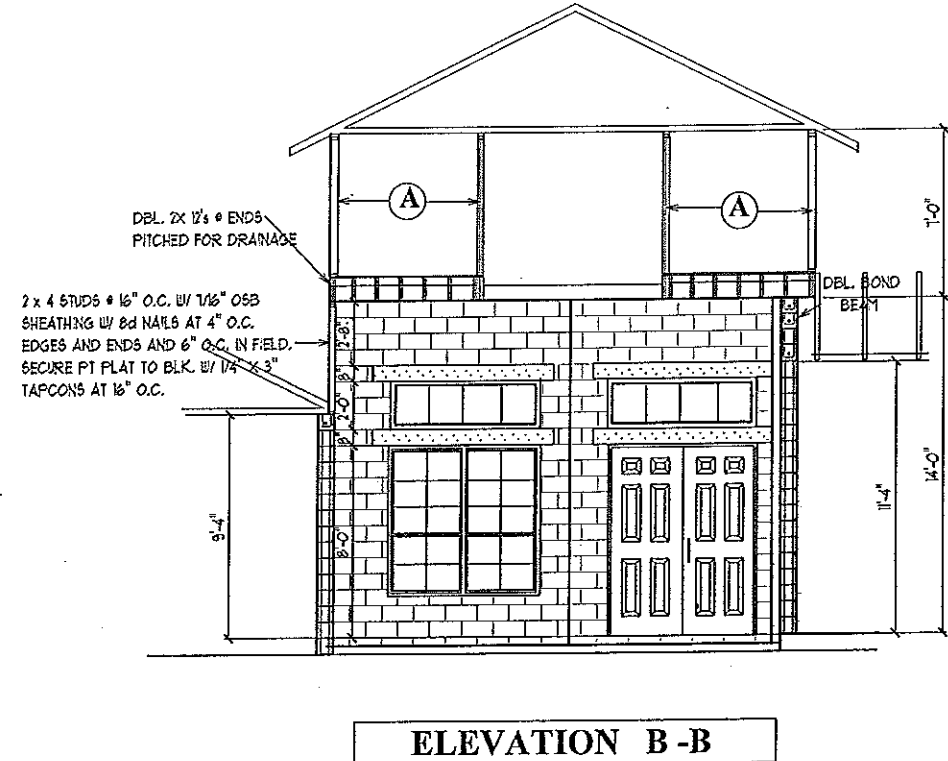 A
A
DBL. 2X 12's @ ENDS
PITCHED FOR DRAINAGE
7'-0"
2 x 4 STUDS @ 16" O.C. W/ 7/16" OSB
SHEATHING W/ 8d NAILS AT 4" O.C.
EDGES AND ENDS AND 6" O.C. IN FIELD.
SECURE PT PLAT TO BLK. W/ 1/4" X 3"
TAPCONS AT 16" O.C.
DBL. BOND
BEAM
2'-8"
8"
2'-0"
8"
8'-0"
9'-4"
11'-4"
14'-0"
ELEVATION B-B